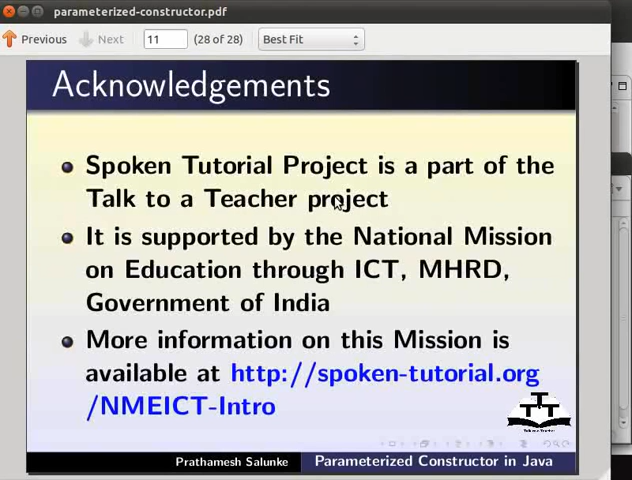 parameterized-constructor.pdf
Previous Next 11 (28 of 28) Best Fit
Acknowledgements
Spoken Tutorial Project is a part of the
Talk to a Teacher project
It is supported by the National Mission
on Education through ICT, MHRD,
Government of India
More information on this Mission is
available at http://spoken-tutorial.org
/NMEICT-Intro
Prathamesh Salunke Parameterized Constructor in Java